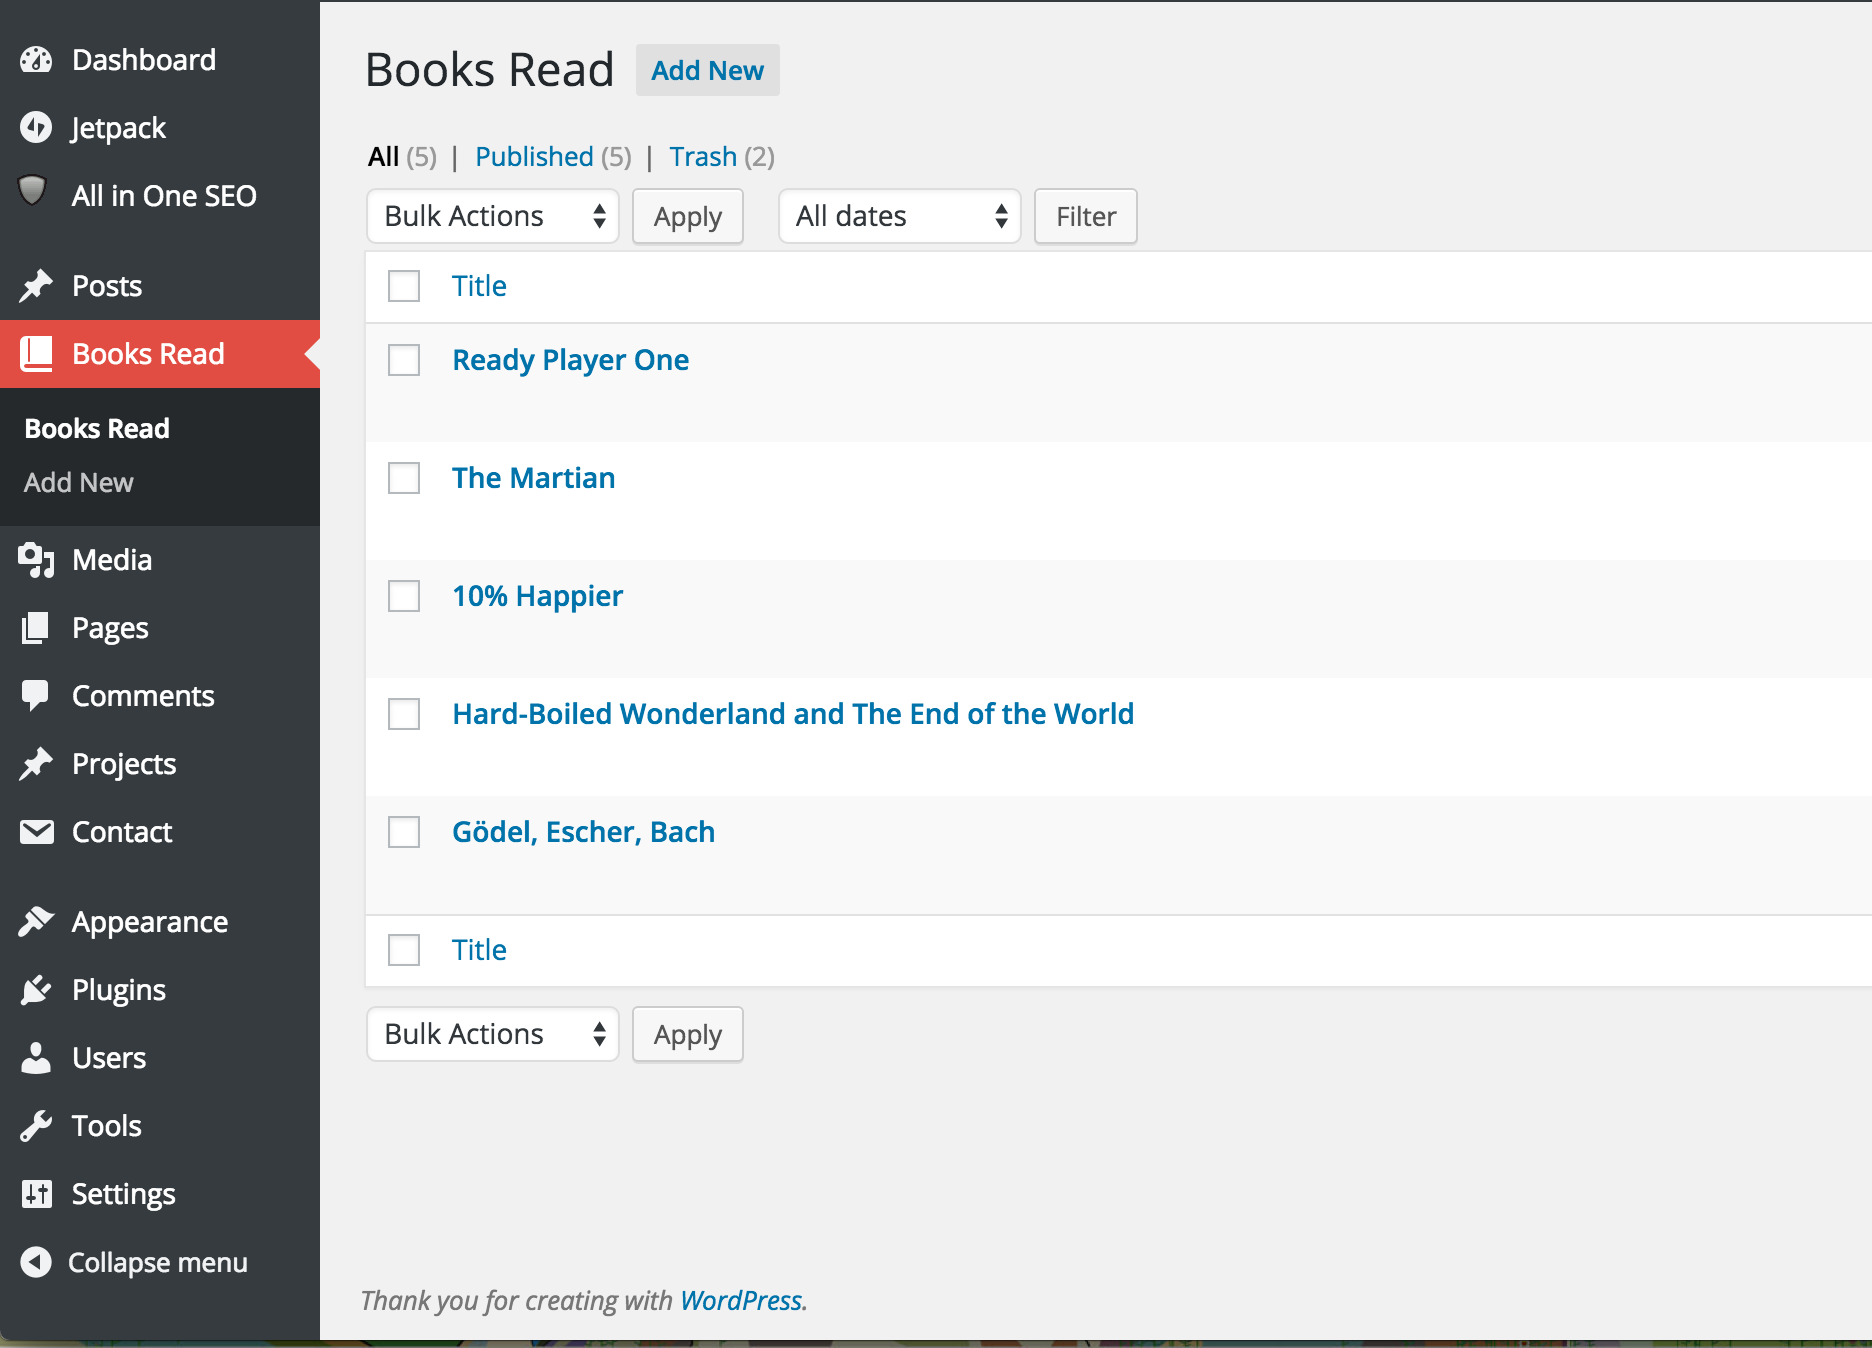 Dashboard
Jetpack
All in One SEO
Posts
Books Read
Books Read
Add New
Media
Pages
Comments
Projects
Contact
Appearance
Plugins
Users
Tools
Settings
Collapse menu
Books Read Add New
All (5) | Published (5) | Trash (2)
Bulk Actions Apply All dates Filter
Title
Ready Player One
The Martian
10% Happier
Hard-Boiled Wonderland and The End of the World
Gödel, Escher, Bach
Title
Bulk Actions Apply
Thank you for creating with WordPress.